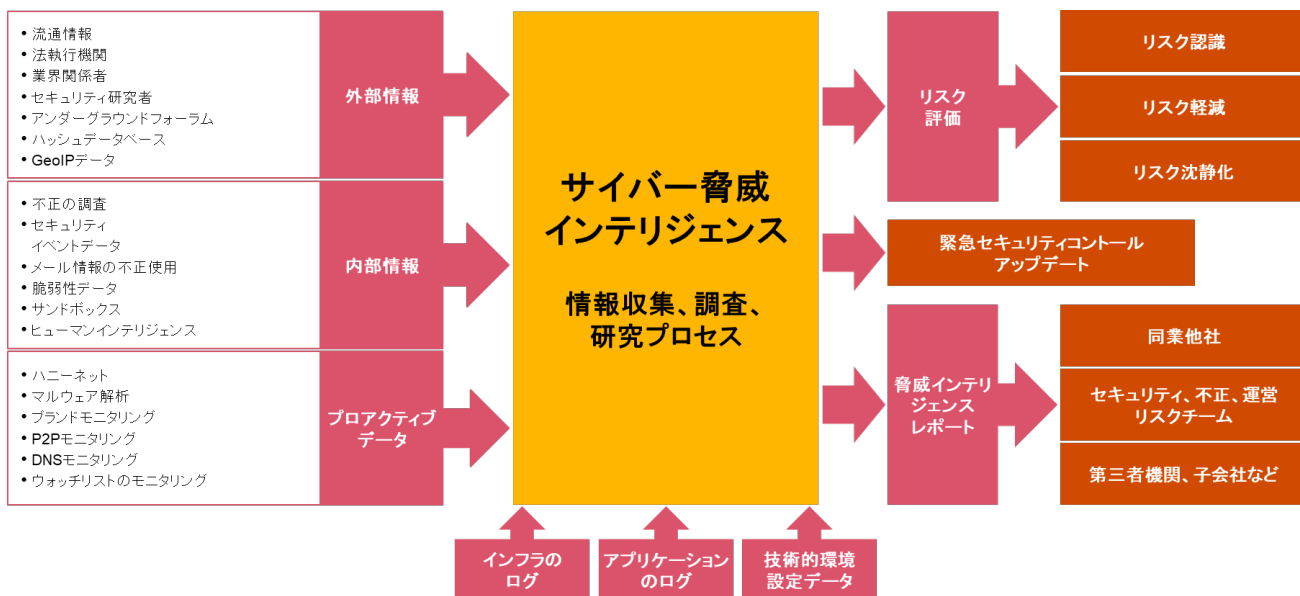 • 流通情報
• 法執行機関
• 業界関係者
• セキュリティ研究者
• アンダーグラウンドフォーラム
• ハッシュデータベース
• GeoIPデータ
外部情報
• 不正の調査
• セキュリティ
イベントデータ
• メール情報の不正使用
• 脆弱性データ
• サンドボックス
• ヒューマンインテリジェンス
内部情報
• ハニーネット
• マルウェア解析
• ブランドモニタリング
• P2Pモニタリング
• DNSモニタリング
• ウォッチリストのモニタリング
プロアクティブ
データ
サイバー脅威
インテリジェンス
情報収集、調査、
研究プロセス
インフラの
ログ
アプリケーション
のログ
技術的環境
設定データ
リスク
評価
リスク認識
リスク軽減
リスク沈静化
緊急セキュリティコントロール
アップデート
脅威インテリ
ジェンス
レポート
同業他社
セキュリティ、不正、運営
リスクチーム
第三者機関、子会社など